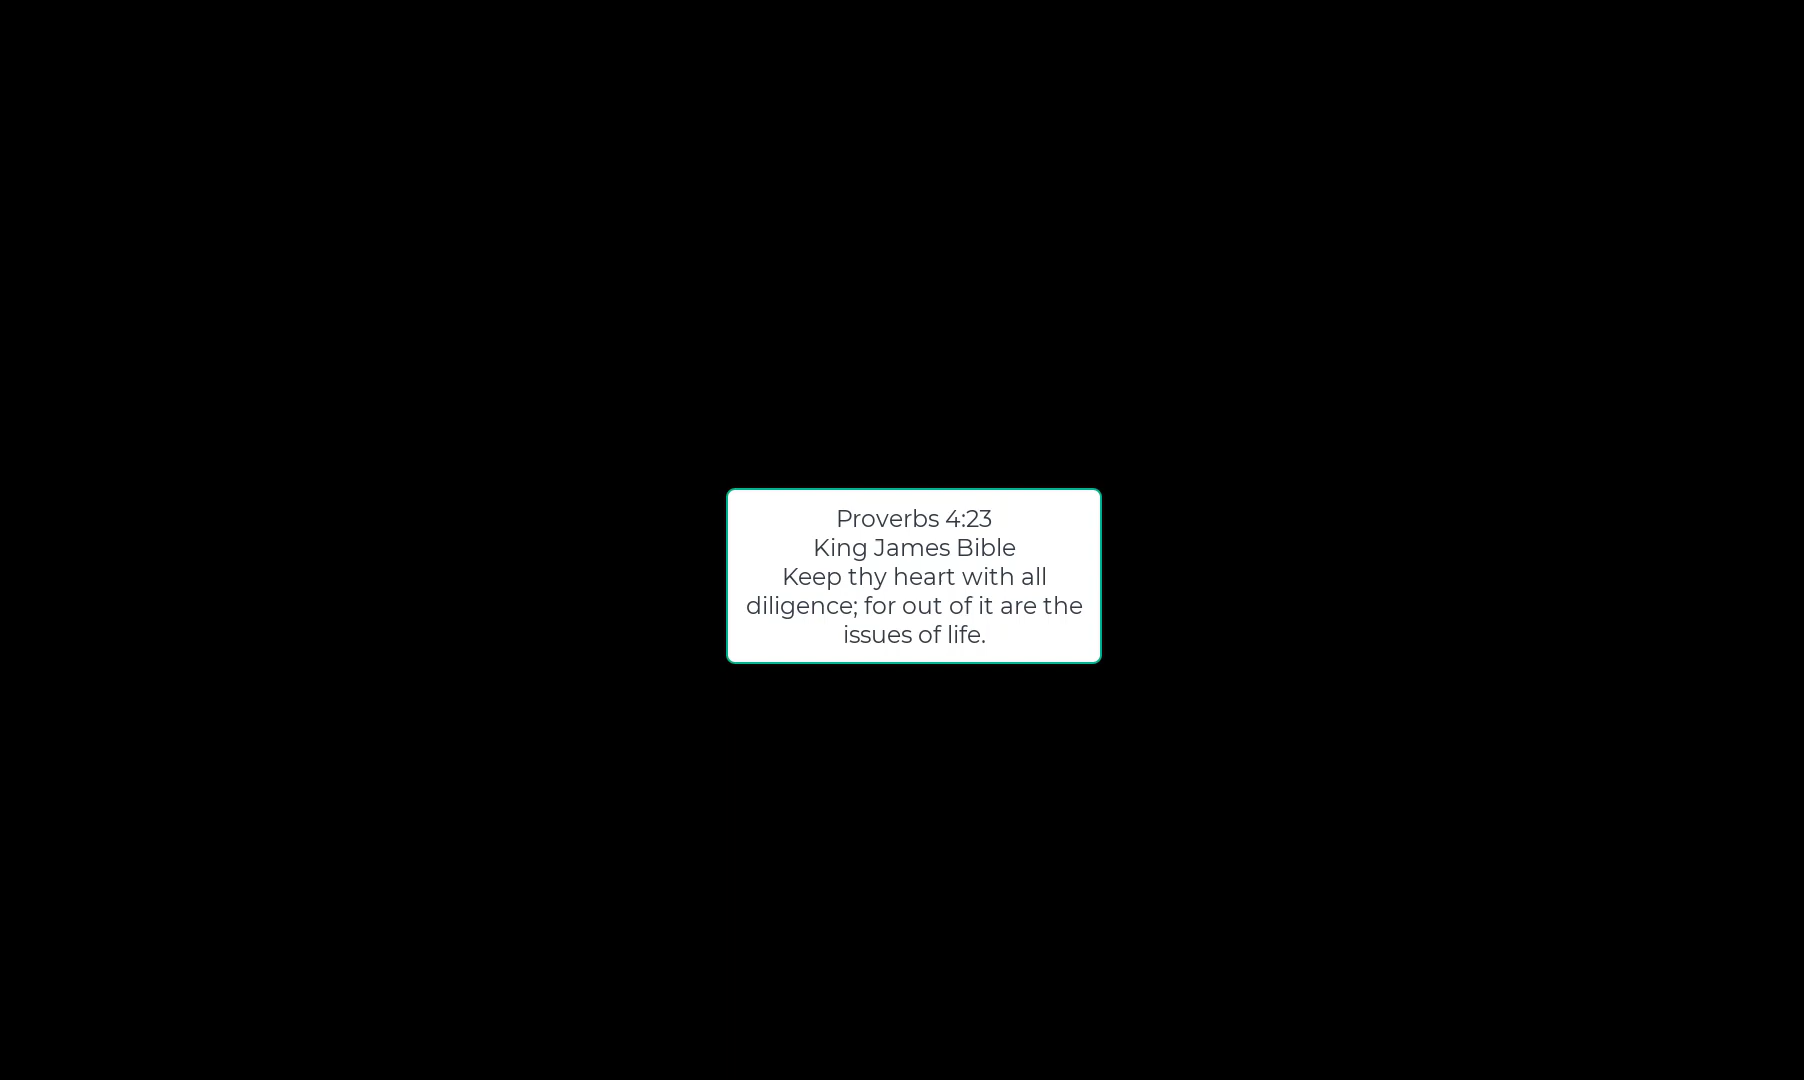 Proverbs 4:23
King James Bible
Keep thy heart with all
diligence; for out of it are the
issues of life.